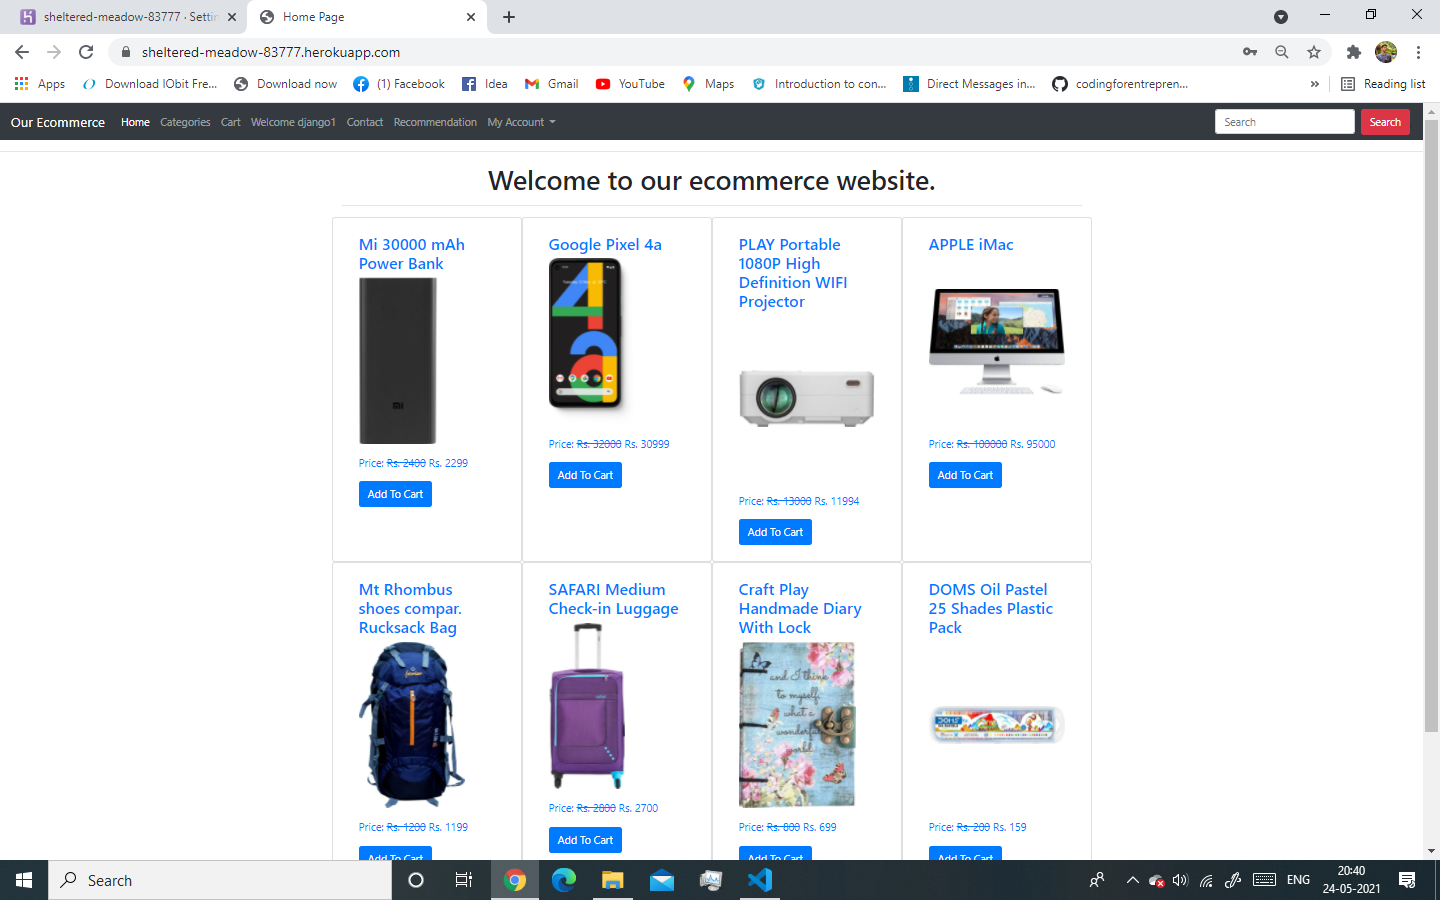 sheltered-meadow-83777 · Settin
Home Page
sheltered-meadow-83777.herokuapp.com
Apps
Download IObit Fre...
Download now
(1) Facebook
Idea
Gmail
YouTube
Maps
Introduction to con...
Direct Messages in...
codingforentrepren...
»
Reading list
Our Ecommerce
Home
Categories
Cart
Welcome django1
Contact
Recommendation
My Account
Search
Search
Welcome to our ecommerce website.
Mi 30000 mAh
Power Bank
Price: Rs. 2400 Rs. 2299
Add To Cart
Google Pixel 4a
Price: Rs. 32000 Rs. 30999
Add To Cart
PLAY Portable
1080P High
Definition WIFI
Projector
Price: Rs. 13000 Rs. 11994
Add To Cart
APPLE iMac
Price: Rs. 100000 Rs. 95000
Add To Cart
Mt Rhombus
shoes compar.
Rucksack Bag
Price: Rs. 1200 Rs. 1199
Add To Cart
SAFARI Medium
Check-in Luggage
Price: Rs. 2800 Rs. 2700
Add To Cart
Craft Play
Handmade Diary
With Lock
and I think
to myself,
what a
wonderful
world
Price: Rs. 800 Rs. 699
Add To Cart
DOMS Oil Pastel
25 Shades Plastic
Pack
DOMS
Price: Rs. 200 Rs. 159
Add To Cart
Search
ENG
20:40
24-05-2021